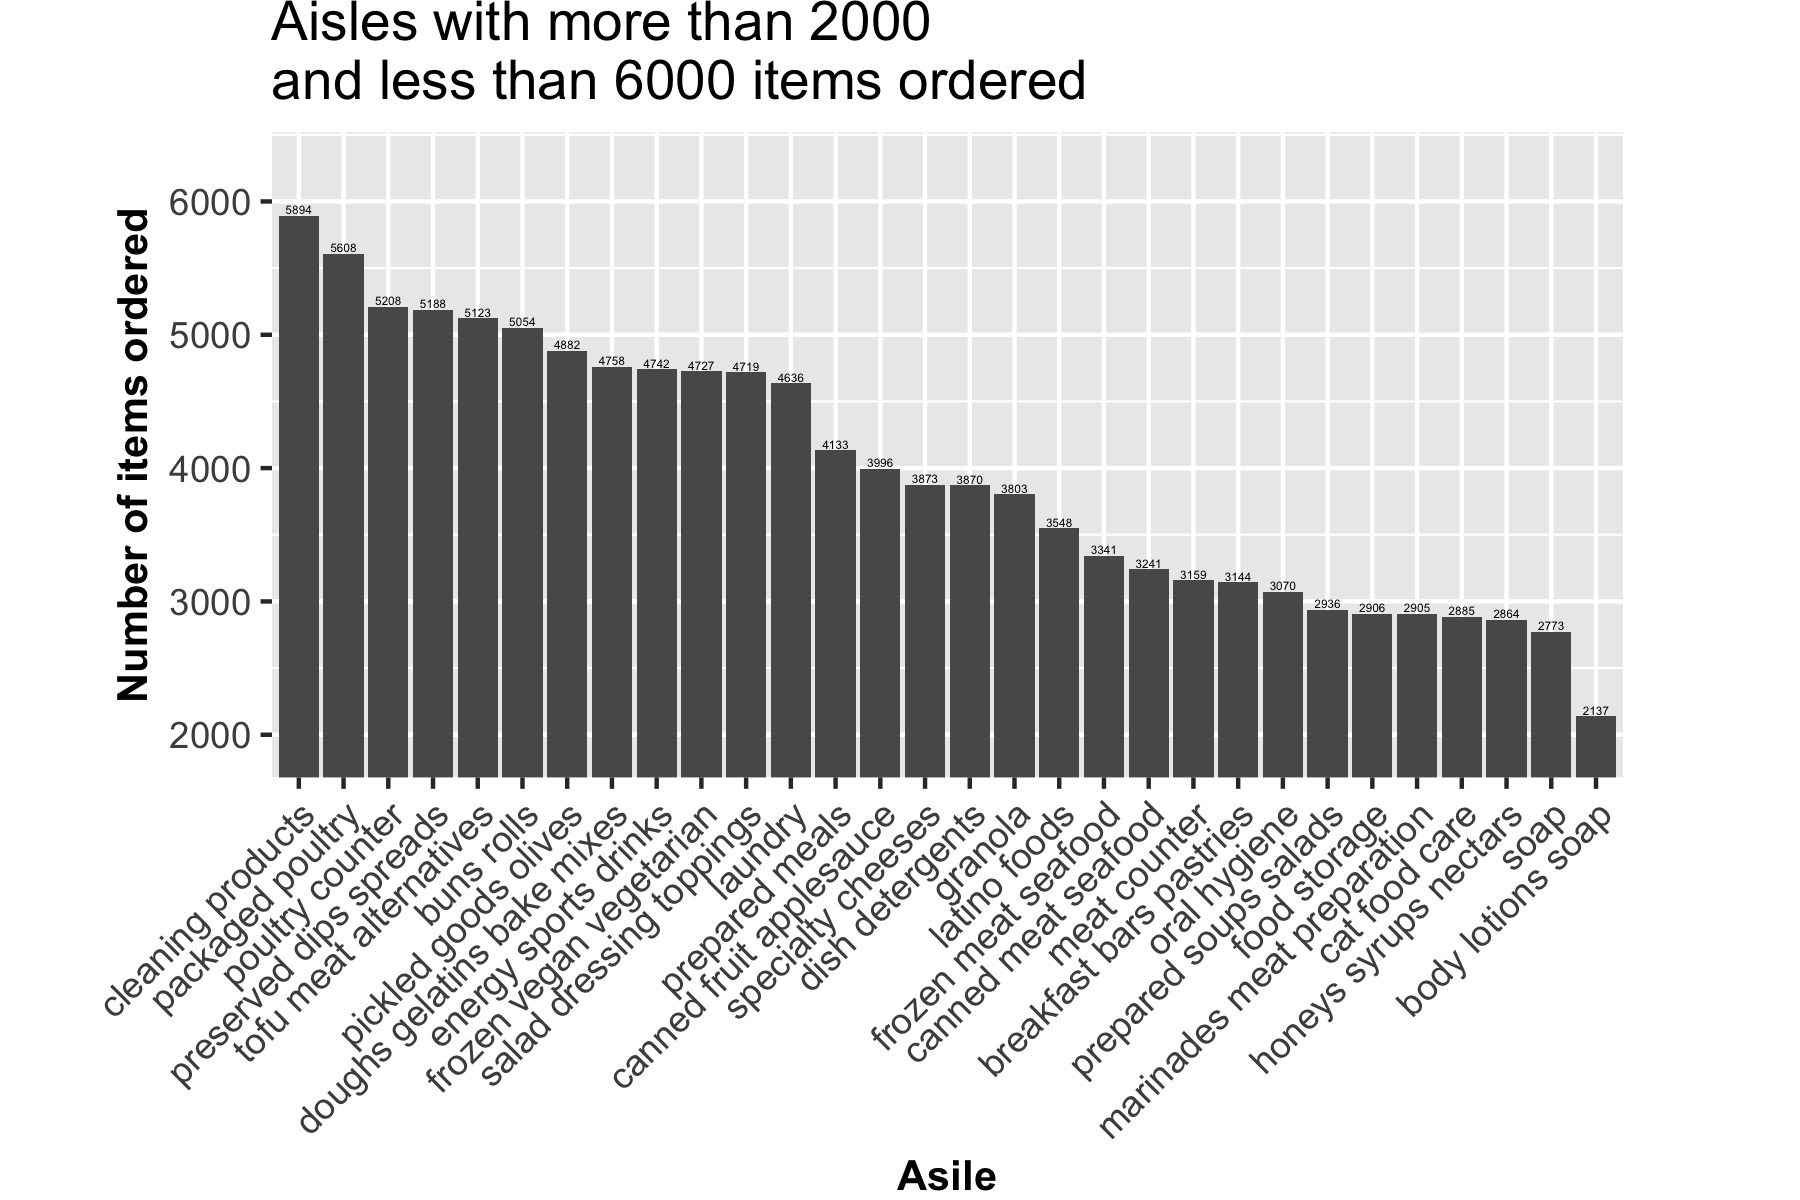 Aisles with more than 2000
and less than 6000 items ordered
Number of items ordered
6000
5000
4000
3000
2000
5894
5608
5208
5188
5123
5054
4882
4758
4742
4727
4719
4636
4133
3996
3873
3870
3803
3548
3341
3241
3159
3144
3070
2936
2906
2905
2885
2864
2773
2137
cleaning products
packaged poultry
poultry counter
preserved dips spreads
tofu meat alternatives
buns rolls
pickled goods olives
doughs gelatins bake mixes
energy sports drinks
frozen vegan vegetarian
salad dressing toppings
laundry
prepared meals
canned fruit applesauce
specialty cheeses
dish detergents
granola
latino foods
frozen meat seafood
canned meat seafood
meat counter
breakfast bars pastries
oral hygiene
prepared soups salads
food storage
marinades meat preparation
cat food care
honeys syrups nectars
soap
body lotions soap
Asile